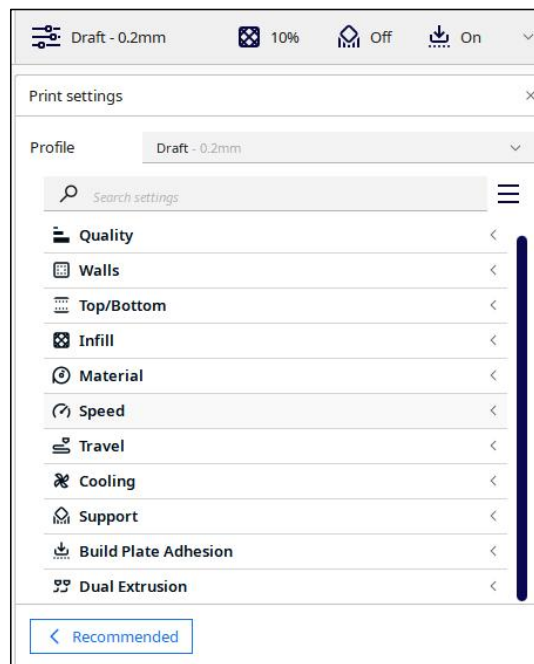 Draft - 0.2mm 10% Off On
Print settings
Profile Draft - 0.2mm
Search settings
Quality
Walls
Top/Bottom
Infill
Material
Speed
Travel
Cooling
Support
Build Plate Adhesion
Dual Extrusion
Recommended